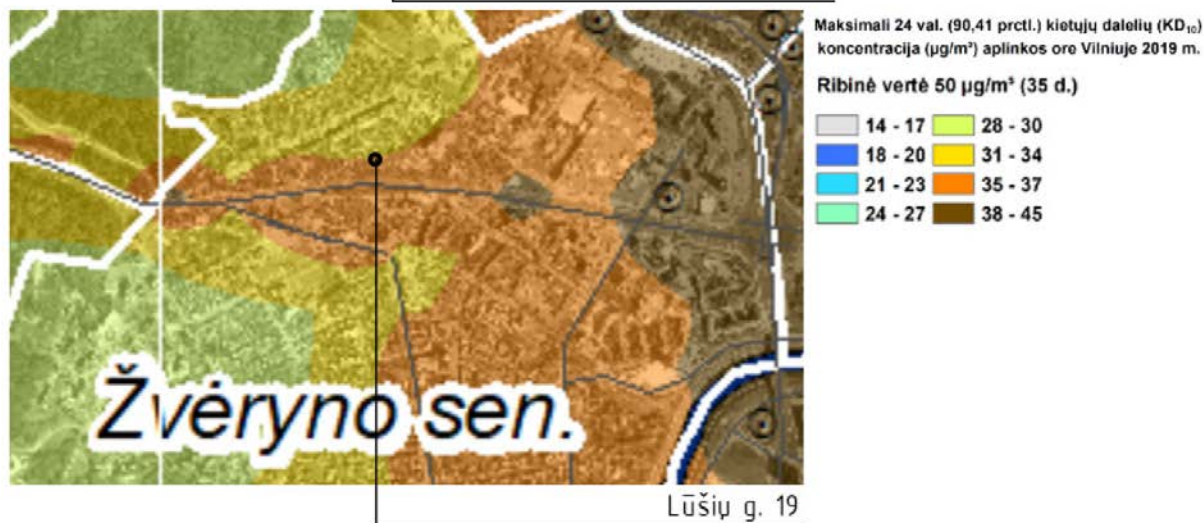 Maksimali 24 val. (90,41 prctl.) kietųjų dalelių (KD₁₀)
koncentracija (µg/m³) aplinkos ore Vilniuje 2019 m.
Ribinė vertė 50 µg/m³ (35 d.)
14 - 17 28 - 30
18 - 20 31 - 34
21 - 23 35 - 37
24 - 27 38 - 45
Žvėryno sen.
Lūšių g. 19